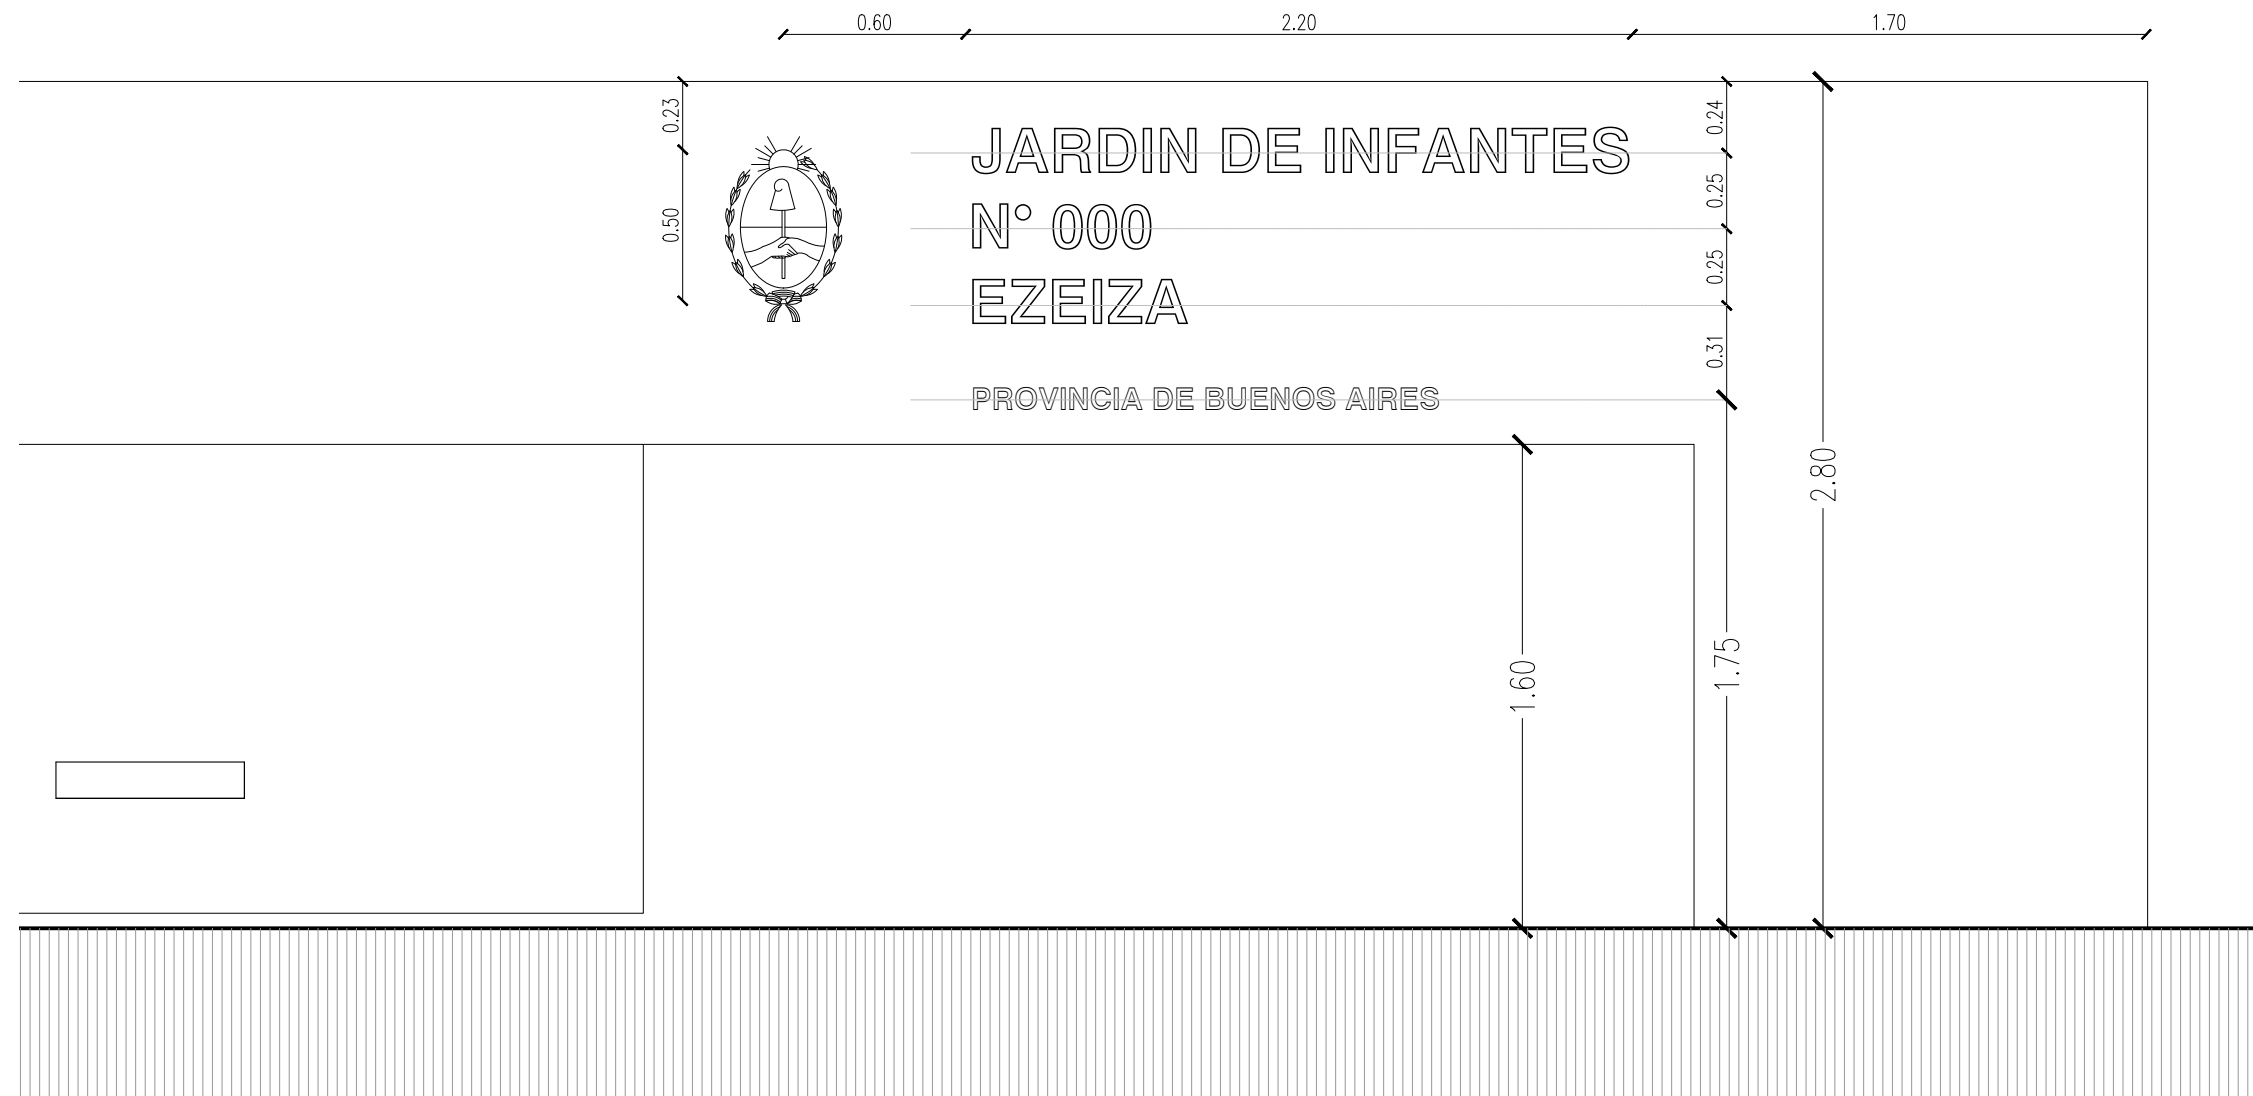 0.60 2.20 1.70
0.23
0.50
JARDIN DE INFANTES
N° 000
EZEIZA
PROVINCIA DE BUENOS AIRES
0.24
0.25
0.25
0.31
2.80
1.60
1.75